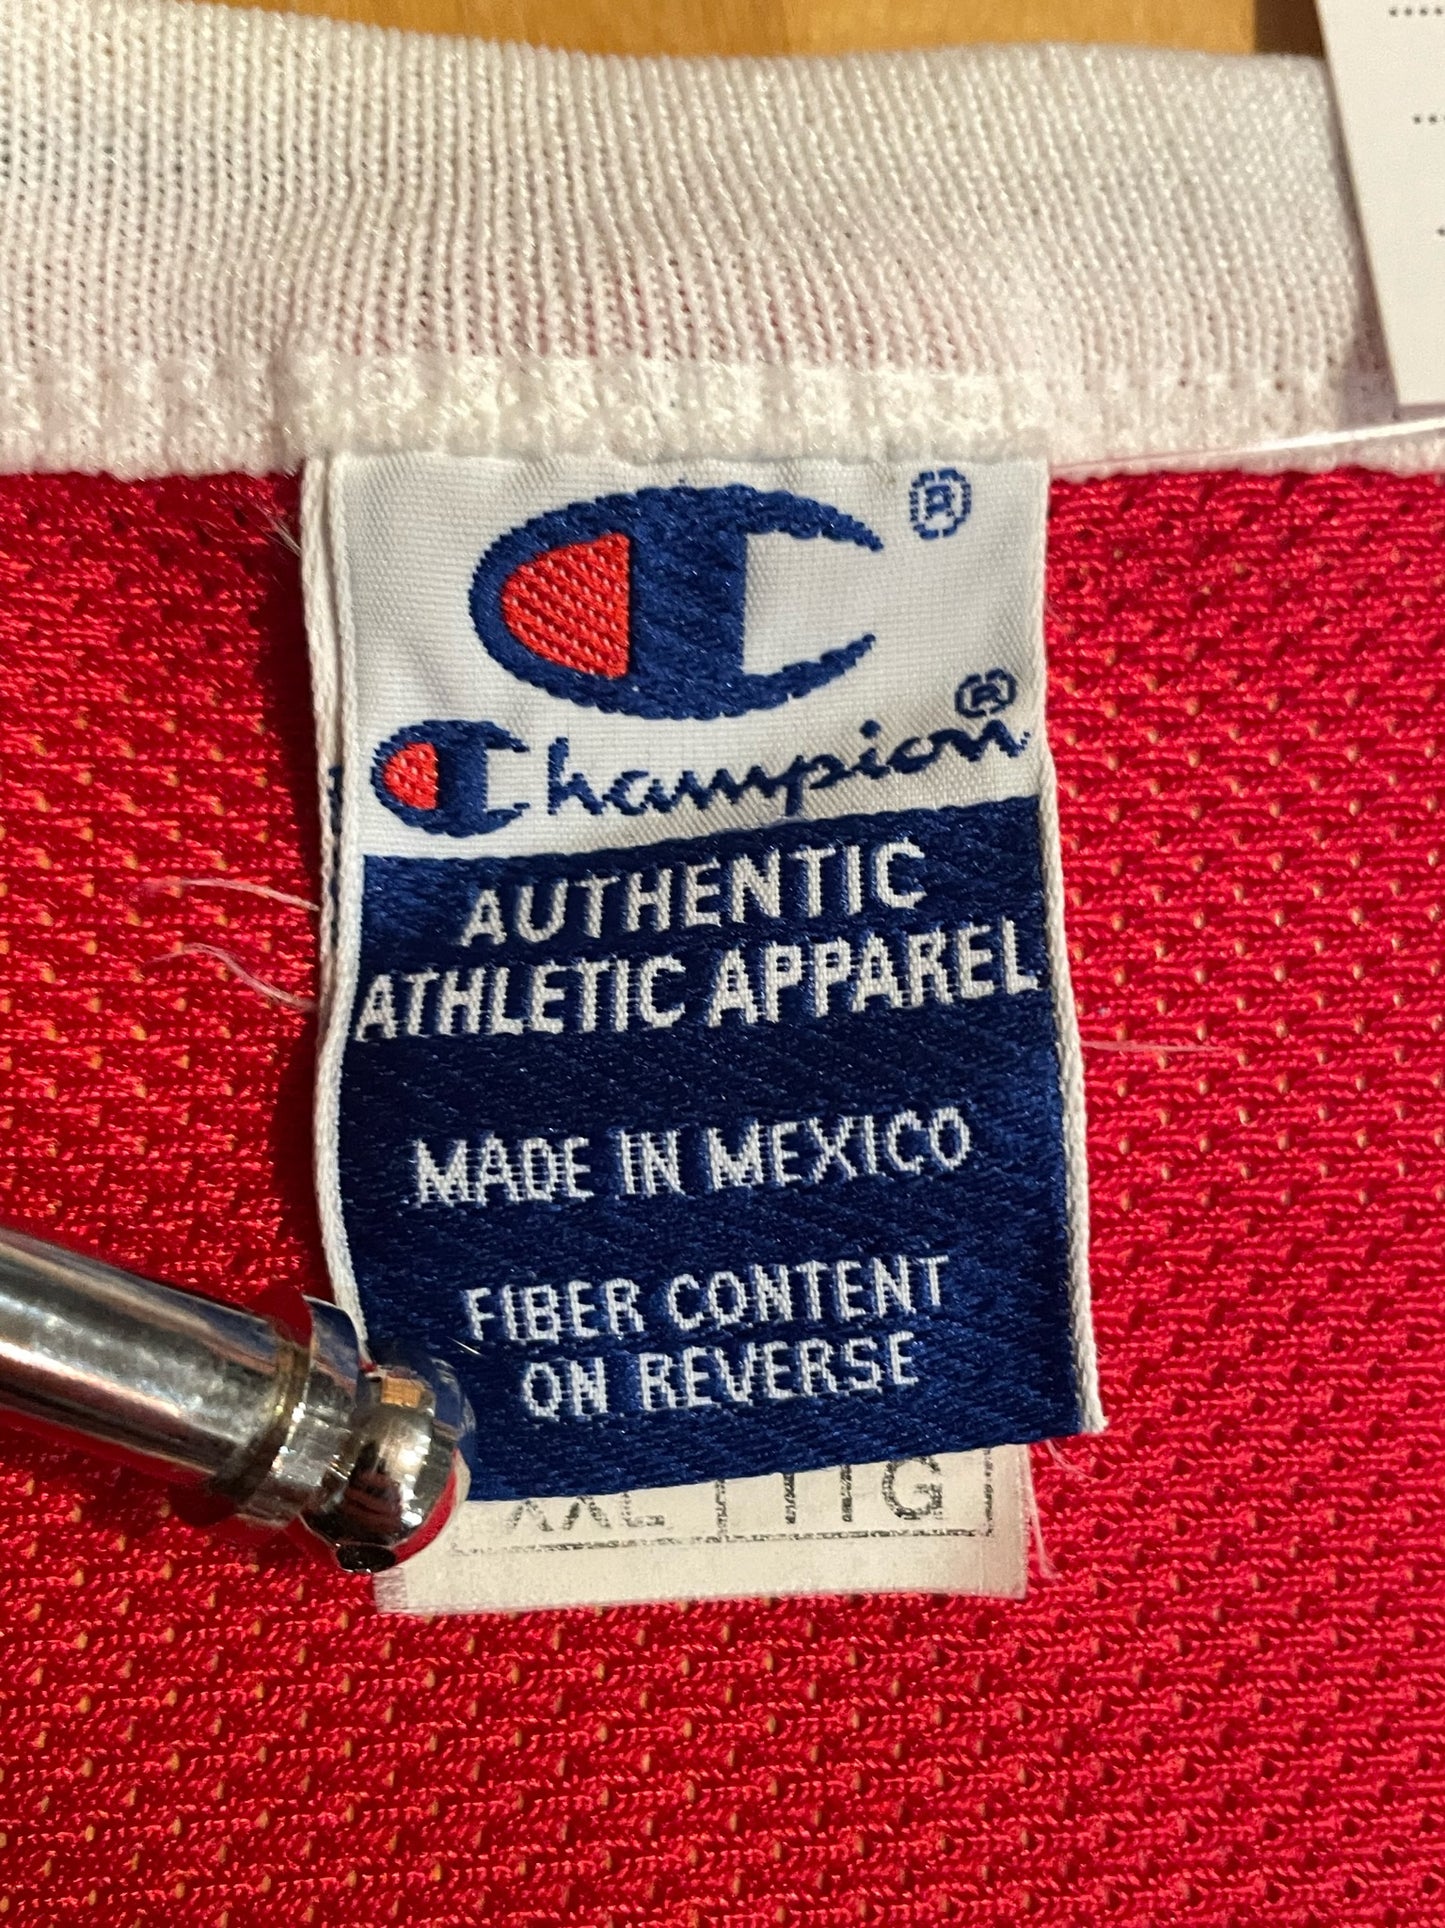 ®
Champion®
AUTHENTIC
ATHLETIC APPAREL
MADE IN MEXICO
FIBER CONTENT
ON REVERSE